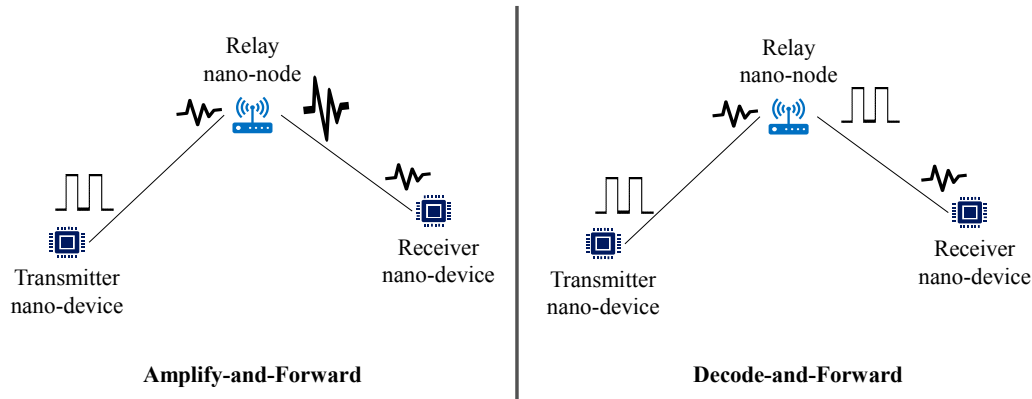 Relay
nano-node
Transmitter
nano-device
Receiver
nano-device
Amplify-and-Forward
Relay
nano-node
Transmitter
nano-device
Receiver
nano-device
Decode-and-Forward